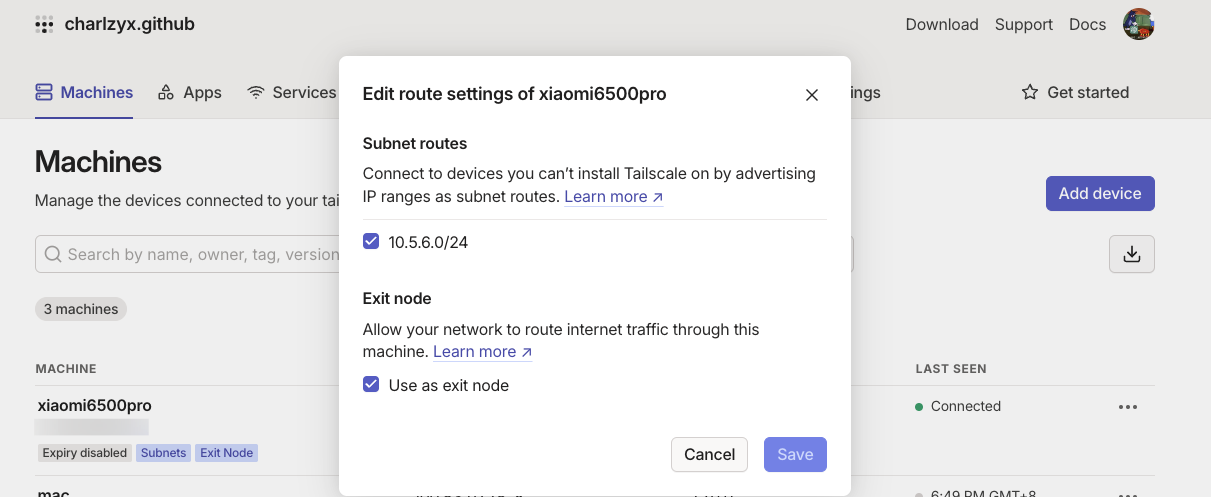 charlzyx.github
Download Support Docs
Machines Apps Services ings Get started
Edit route settings of xiaomi6500pro
Subnet routes
Connect to devices you can’t install Tailscale on by advertising
IP ranges as subnet routes. Learn more ↗
10.5.6.0/24
Exit node
Allow your network to route internet traffic through this
machine. Learn more ↗
Use as exit node
Cancel Save
Machines
Manage the devices connected to your tai
Add device
Search by name, owner, tag, version
3 machines
MACHINE LAST SEEN
xiaomi6500pro Connected
Expiry disabled Subnets Exit Node
mac 6:49 PM GMT+8